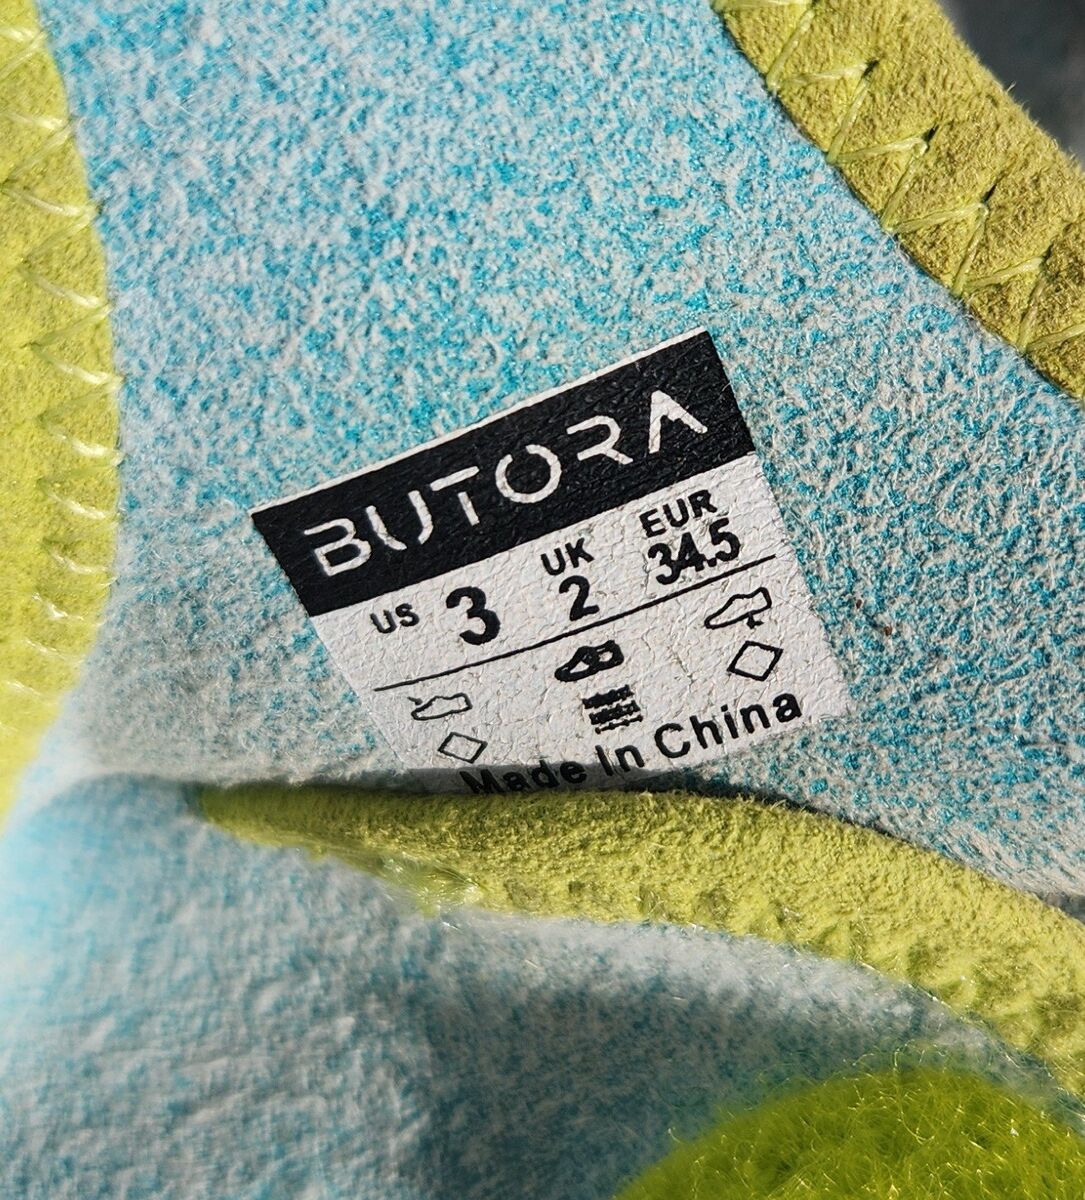 BUTORA
US 3 UK 2 EUR 34.5
Made In China